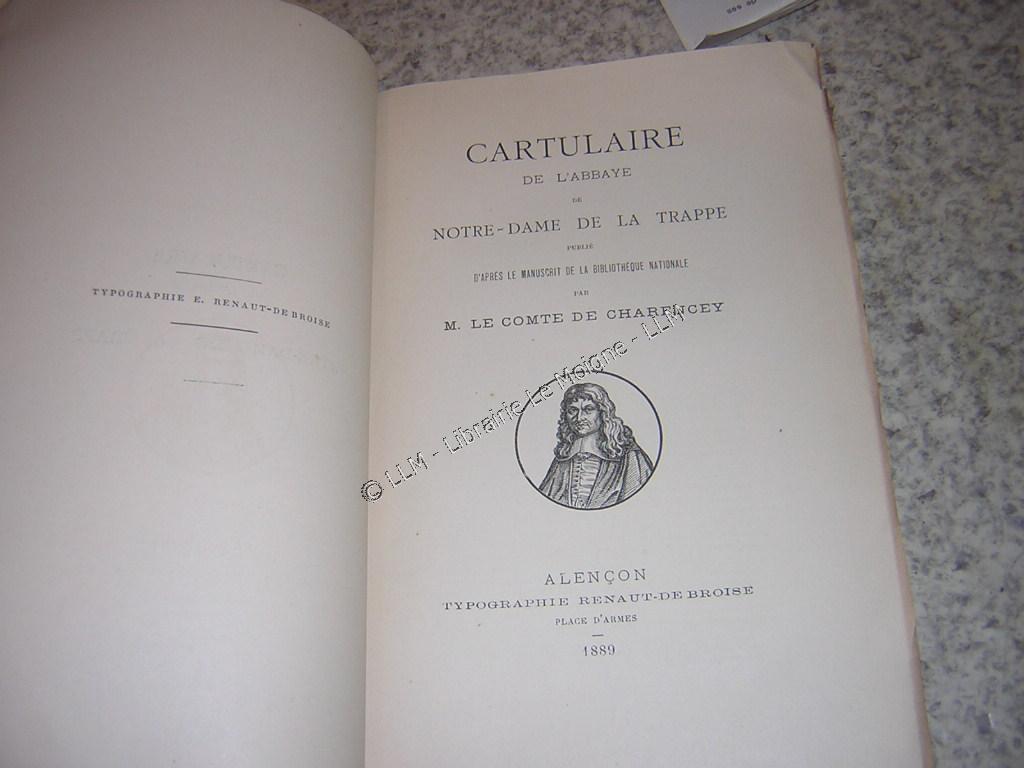 TYPOGRAPHIE E. RENAUT-DE BROISE
CARTULAIRE
DE L'ABBAYE
DE
NOTRE-DAME DE LA TRAPPE
PUBLIÉ
D'APRÈS LE MANUSCRIT DE LA BIBLIOTHÈQUE NATIONALE
PAR
M. LE COMTE DE CHARENCEY
© LLM - Librairie Le Moigne - LLM
ALENÇON
TYPOGRAPHIE RENAUT-DE BROISE
PLACE D'ARMES
1889